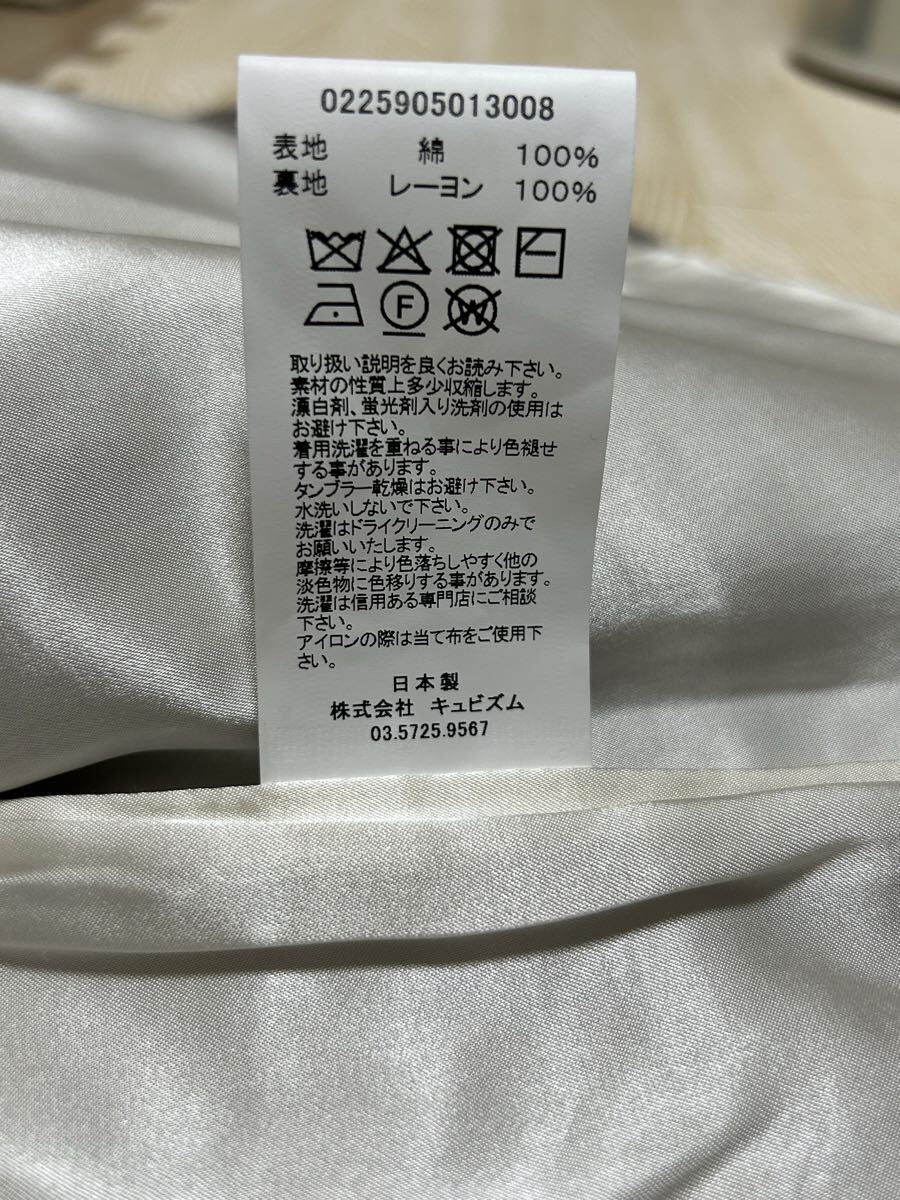 0225905013008
表地 綿 100%
裏地 レーヨン 100%
F W
取り扱い説明を良くお読み下さい。
素材の性質上多少収縮します。
漂白剤、蛍光剤入り洗剤の使用は
お避け下さい。
着用洗濯を重ねる事により色褪せ
する事があります。
タンブラー乾燥はお避け下さい。
水洗いしないで下さい。
洗濯はドライクリーニングのみで
お願いいたします。
摩擦等により色落ちしやすく他の
淡色物に色移りする事があります。
洗濯は信用ある専門店にご相談
下さい。
アイロンの際は当て布をご使用下
さい。
日本製
株式会社 キュビズム
03.5725.9567